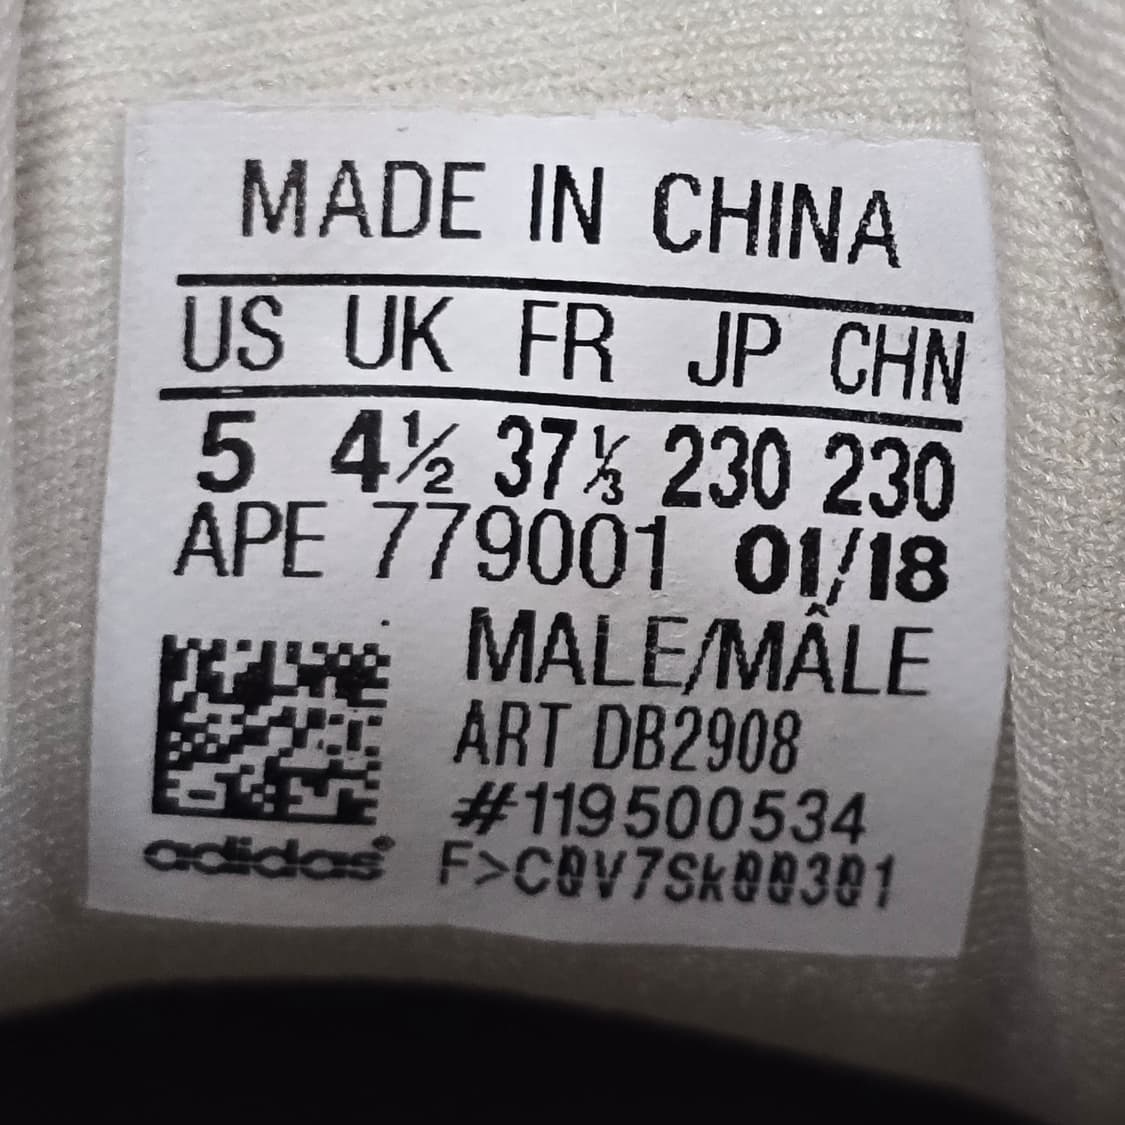 MADE IN CHINA
US UK FR JP CHN
5 4½ 37⅓ 230 230
APE 779001 01/18
MALE/MÂLE
ART DB2908
#119500534
adidas® F>C0V7Sk00301